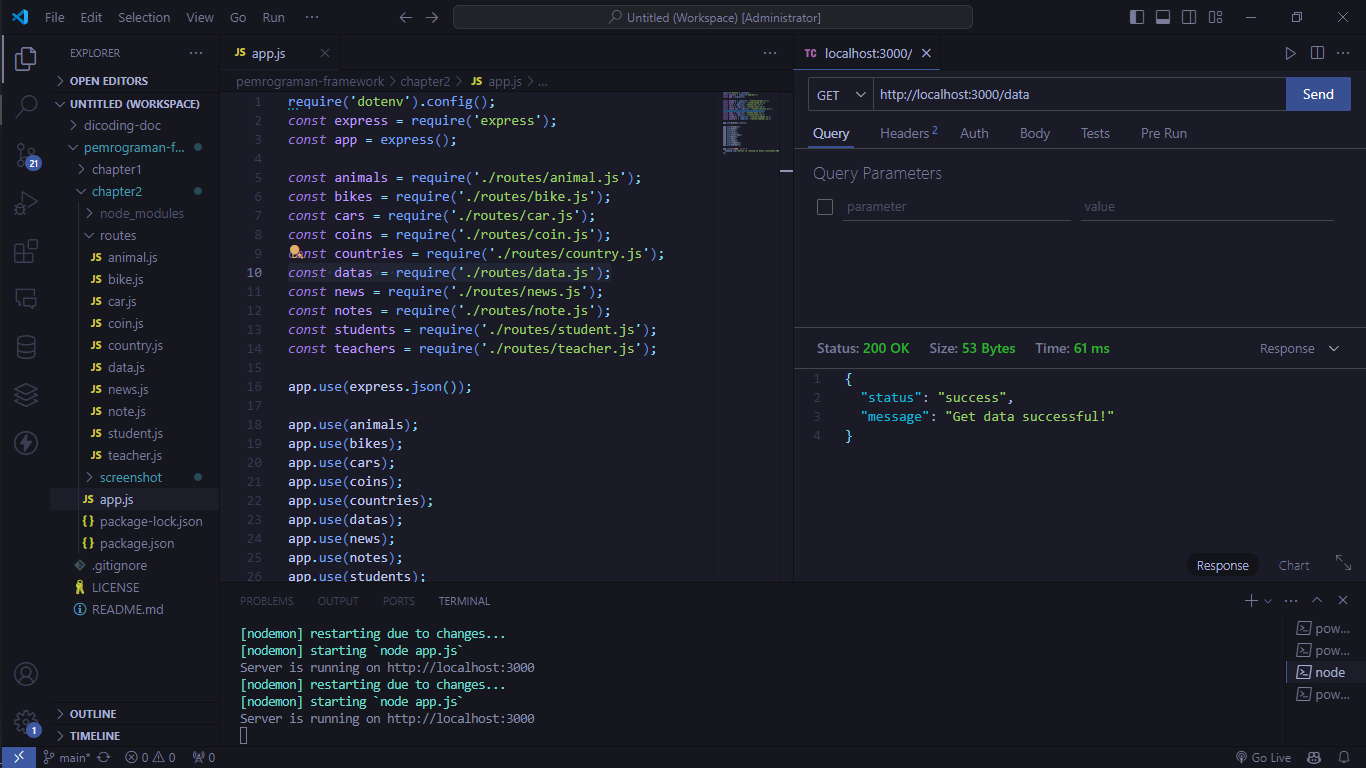 File Edit Selection View Go Run ···
Untitled (Workspace) [Administrator]
EXPLORER ···
OPEN EDITORS
UNTITLED (WORKSPACE)
dicoding-doc
pemrograman-f...
chapter1
chapter2
node_modules
routes
JS animal.js
JS bike.js
JS car.js
JS coin.js
JS country.js
JS data.js
JS news.js
JS note.js
JS student.js
JS teacher.js
screenshot
JS app.js
{} package-lock.json
{} package.json
.gitignore
LICENSE
README.md
OUTLINE
TIMELINE
21
1
JS app.js
pemrograman-framework > chapter2 > JS app.js > ...
1 require('dotenv').config();
2 const express = require('express');
3 const app = express();
4
5 const animals = require('./routes/animal.js');
6 const bikes = require('./routes/bike.js');
7 const cars = require('./routes/car.js');
8 const coins = require('./routes/coin.js');
9 const countries = require('./routes/country.js');
10 const datas = require('./routes/data.js');
11 const news = require('./routes/news.js');
12 const notes = require('./routes/note.js');
13 const students = require('./routes/student.js');
14 const teachers = require('./routes/teacher.js');
15
16 app.use(express.json());
17
18 app.use(animals);
19 app.use(bikes);
20 app.use(cars);
21 app.use(coins);
22 app.use(countries);
23 app.use(datas);
24 app.use(news);
25 app.use(notes);
26 app.use(students);
TC localhost:3000/
GET http://localhost:3000/data Send
Query Headers 2 Auth Body Tests Pre Run
Query Parameters
parameter value
Status: 200 OK Size: 53 Bytes Time: 61 ms Response
1 {
2 "status": "success",
3 "message": "Get data successful!"
4 }
Response Chart
PROBLEMS OUTPUT PORTS TERMINAL
[nodemon] restarting due to changes...
[nodemon] starting `node app.js`
Server is running on http://localhost:3000
[nodemon] restarting due to changes...
[nodemon] starting `node app.js`
Server is running on http://localhost:3000
pow...
pow...
node
pow...
main* 0 0 0 Go Live